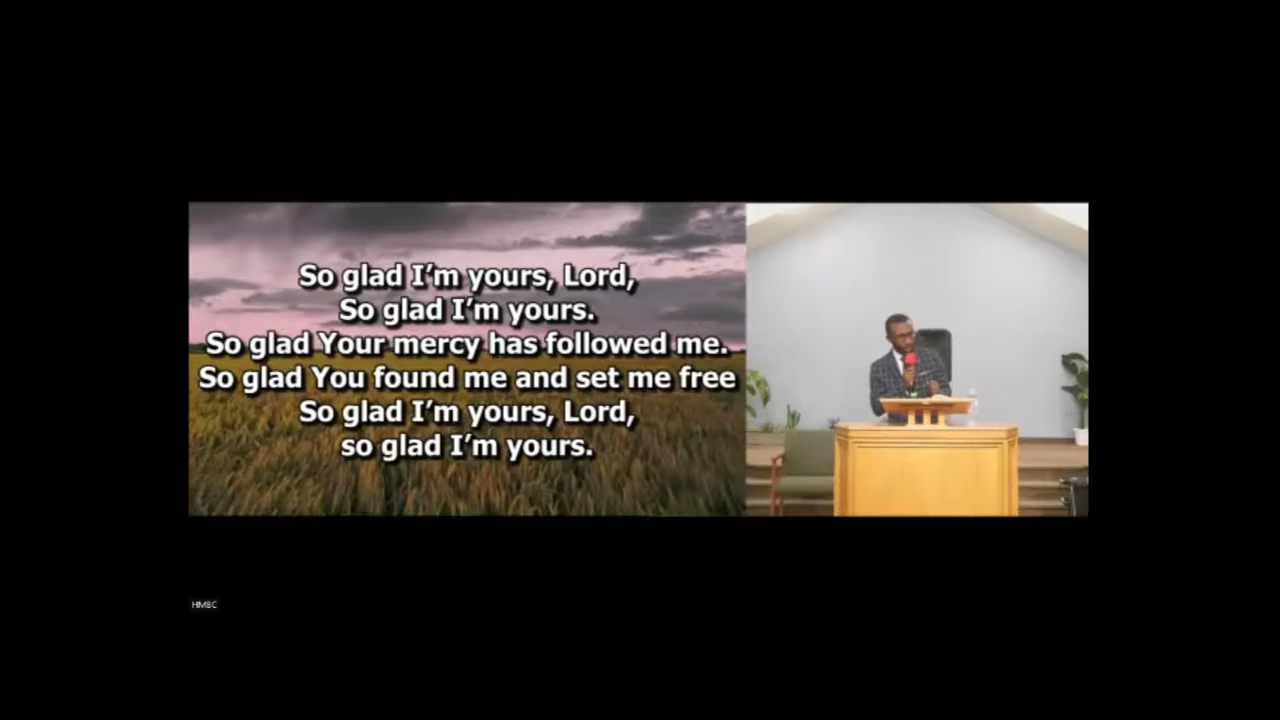 So glad I'm yours, Lord,
So glad I'm yours.
So glad Your mercy has followed me.
So glad You found me and set me free
So glad I'm yours, Lord,
so glad I'm yours.
HMBC